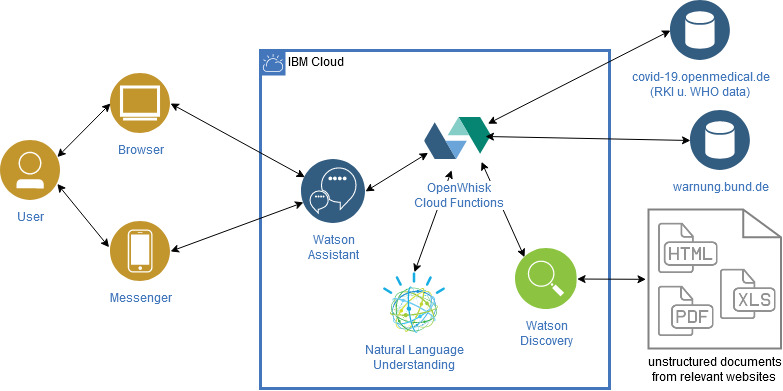 IBM Cloud
covid-19.openmedical.de
(RKI u. WHO data)
Browser
User
OpenWhisk
Cloud Functions
warnung.bund.de
Watson
Assistant
Messenger
HTML
XLS
PDF
Watson
Discovery
Natural Language
Understanding
unstructured documents
from relevant websites